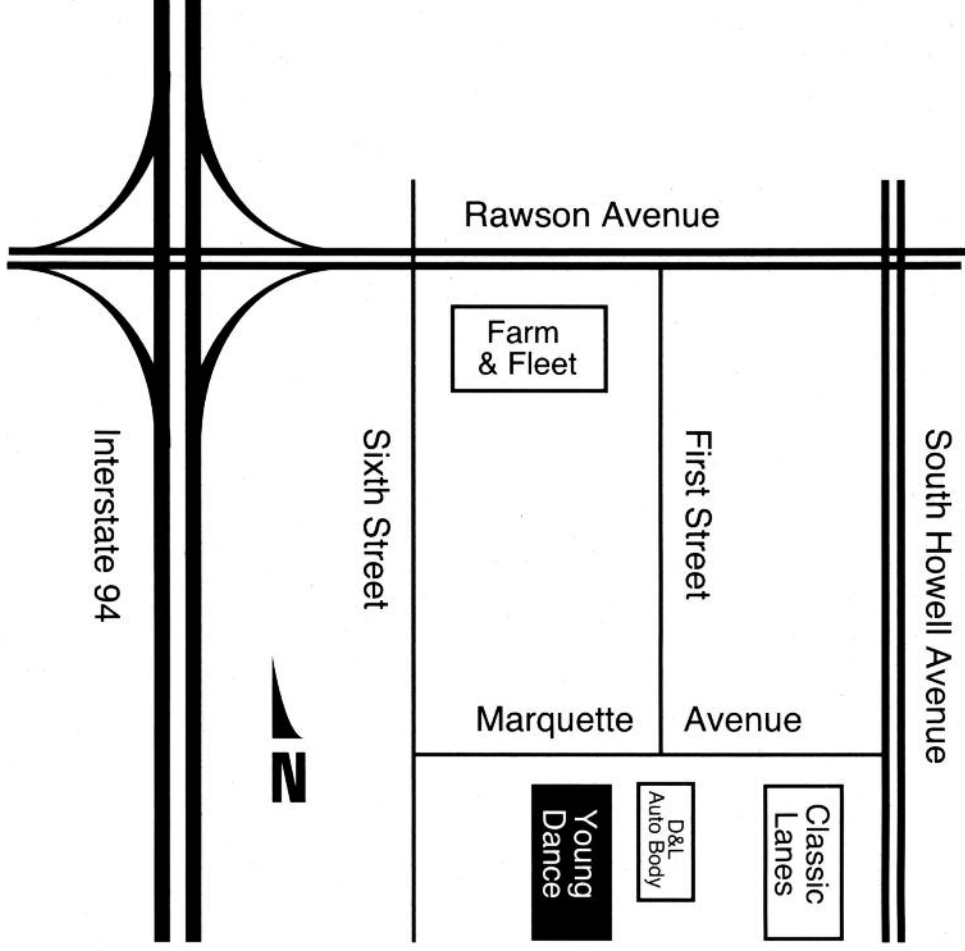 Rawson Avenue
Farm
& Fleet
Interstate 94
Sixth Street
First Street
South Howell Avenue
Marquette Avenue
N
Young
Dance
D&L
Auto Body
Classic
Lanes